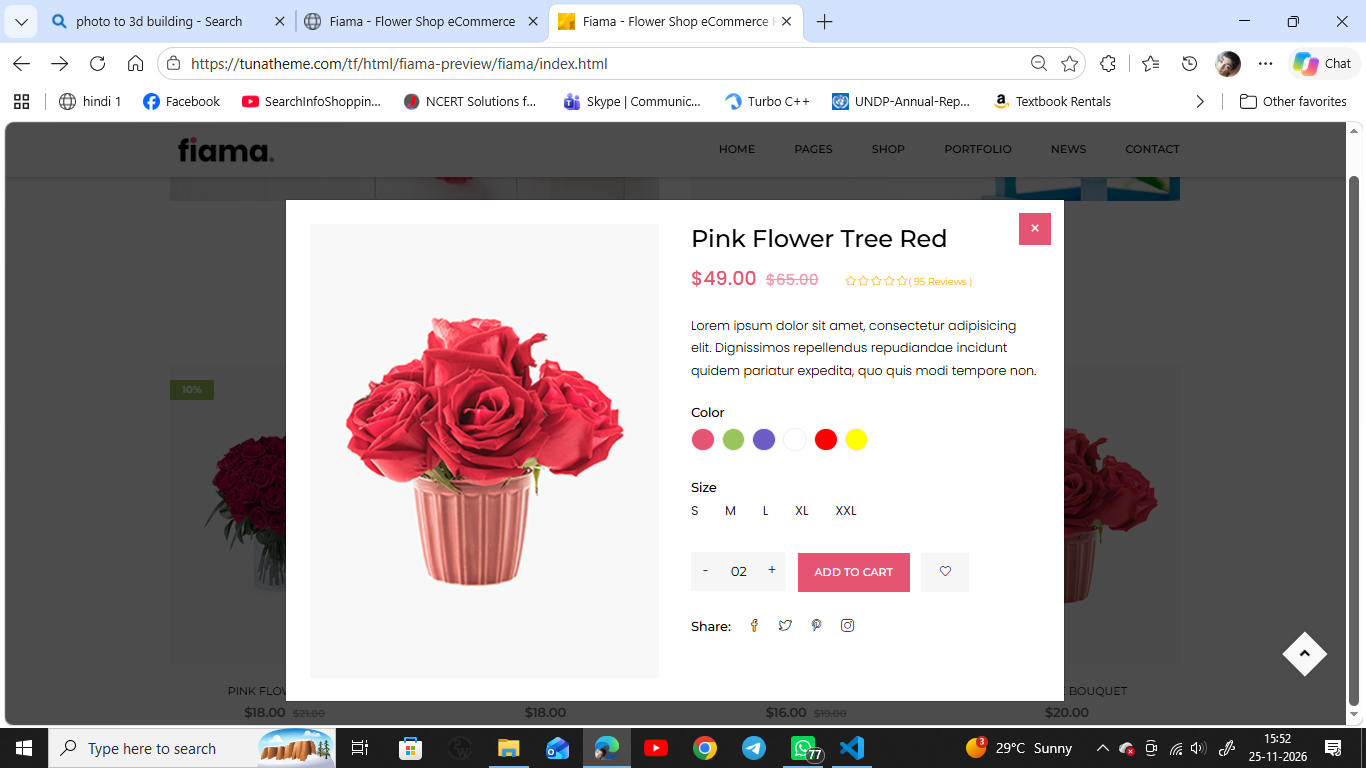 photo to 3d building - Search
Fiama - Flower Shop eCommerce
Fiama - Flower Shop eCommerce
https://tunatheme.com/tf/html/fiama-preview/fiama/index.html
Chat
hindi 1
Facebook
SearchInfoShoppin...
NCERT Solutions f...
Skype | Communic...
Turbo C++
UNDP-Annual-Rep...
Textbook Rentals
Other favorites
fiama.
HOME
PAGES
SHOP
PORTFOLIO
NEWS
CONTACT
Pink Flower Tree Red
×
$49.00 $65.00 ( 95 Reviews )
Lorem ipsum dolor sit amet, consectetur adipisicing
elit. Dignissimos repellendus repudiandae incidunt
quidem pariatur expedita, quo quis modi tempore non.
10%
Color
Size
S M L XL XXL
- 02 + ADD TO CART
Share:
PINK FLOW
BOUQUET
$18.00 $21.00
$18.00
$16.00 $19.00
$20.00
Type here to search
77
3
29°C Sunny
15:52
25-11-2026